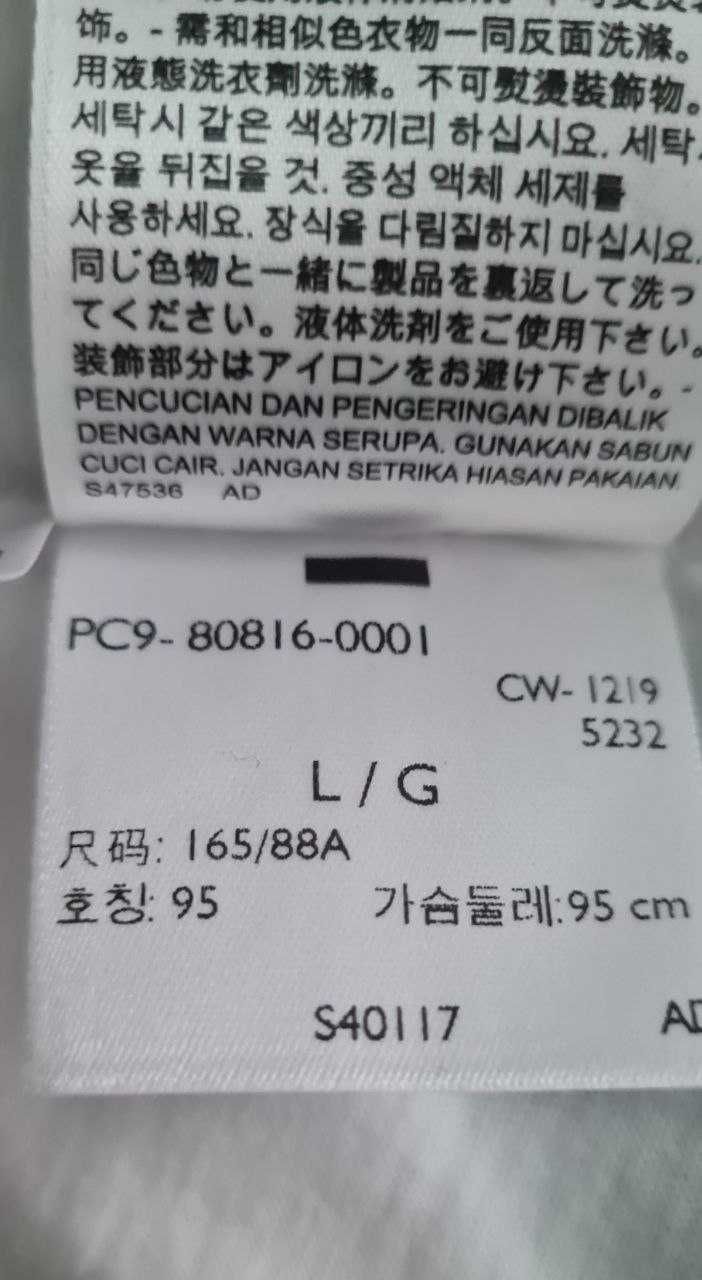 饰。- 需和相似色衣物一同反面洗滌。
用液態洗衣劑洗滌。不可熨燙裝飾物。
세탁시 같은 색상끼리 하십시요. 세탁
옷을 뒤집을 것. 중성 액체 세제를
사용하세요. 장식을 다림질하지 마십시요.
同じ色物と一緒に製品を裏返して洗っ
てください。液体洗剤をご使用下さい。
装飾部分はアイロンをお避け下さい。-
PENCUCIAN DAN PENGERINGAN DIBALIK
DENGAN WARNA SERUPA. GUNAKAN SABUN
CUCI CAIR. JANGAN SETRIKA HIASAN PAKAIAN.
S47536 AD
PC9- 80816-0001
CW- 1219
5232
L / G
尺码: 165/88A
호칭: 95 가슴둘레:95 cm
S40117 AD